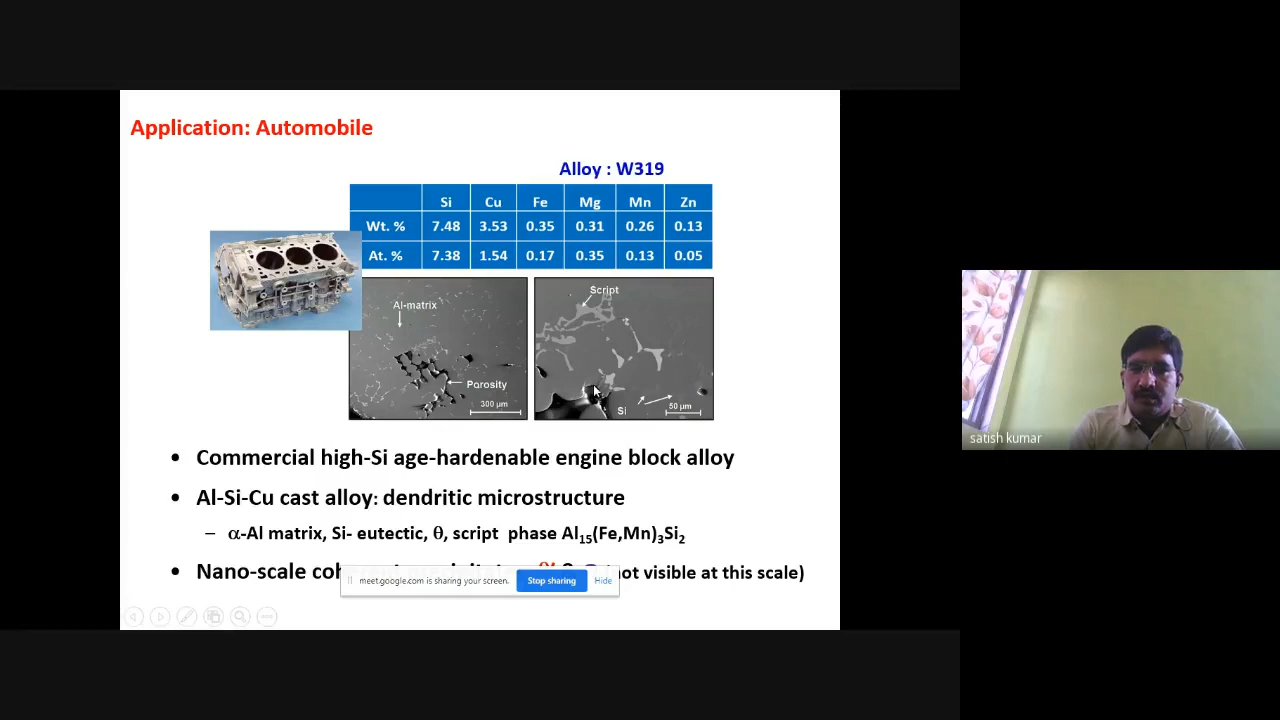 Application: Automobile
Alloy : W319
Si Cu Fe Mg Mn Zn
Wt. % 7.48 3.53 0.35 0.31 0.26 0.13
At. % 7.38 1.54 0.17 0.35 0.13 0.05
Al-matrix
Porosity
300 µm
Script
Si
50 µm
• Commercial high-Si age-hardenable engine block alloy
• Al-Si-Cu cast alloy: dendritic microstructure
– α-Al matrix, Si- eutectic, θ, script phase Al15(Fe,Mn)3Si2
• Nano-scale not visible at this scale)
meet.google.com is sharing your screen. Stop sharing Hide
satish kumar